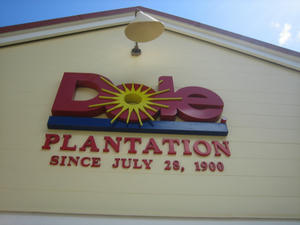 Dole
PLANTATION
SINCE JULY 28, 1900